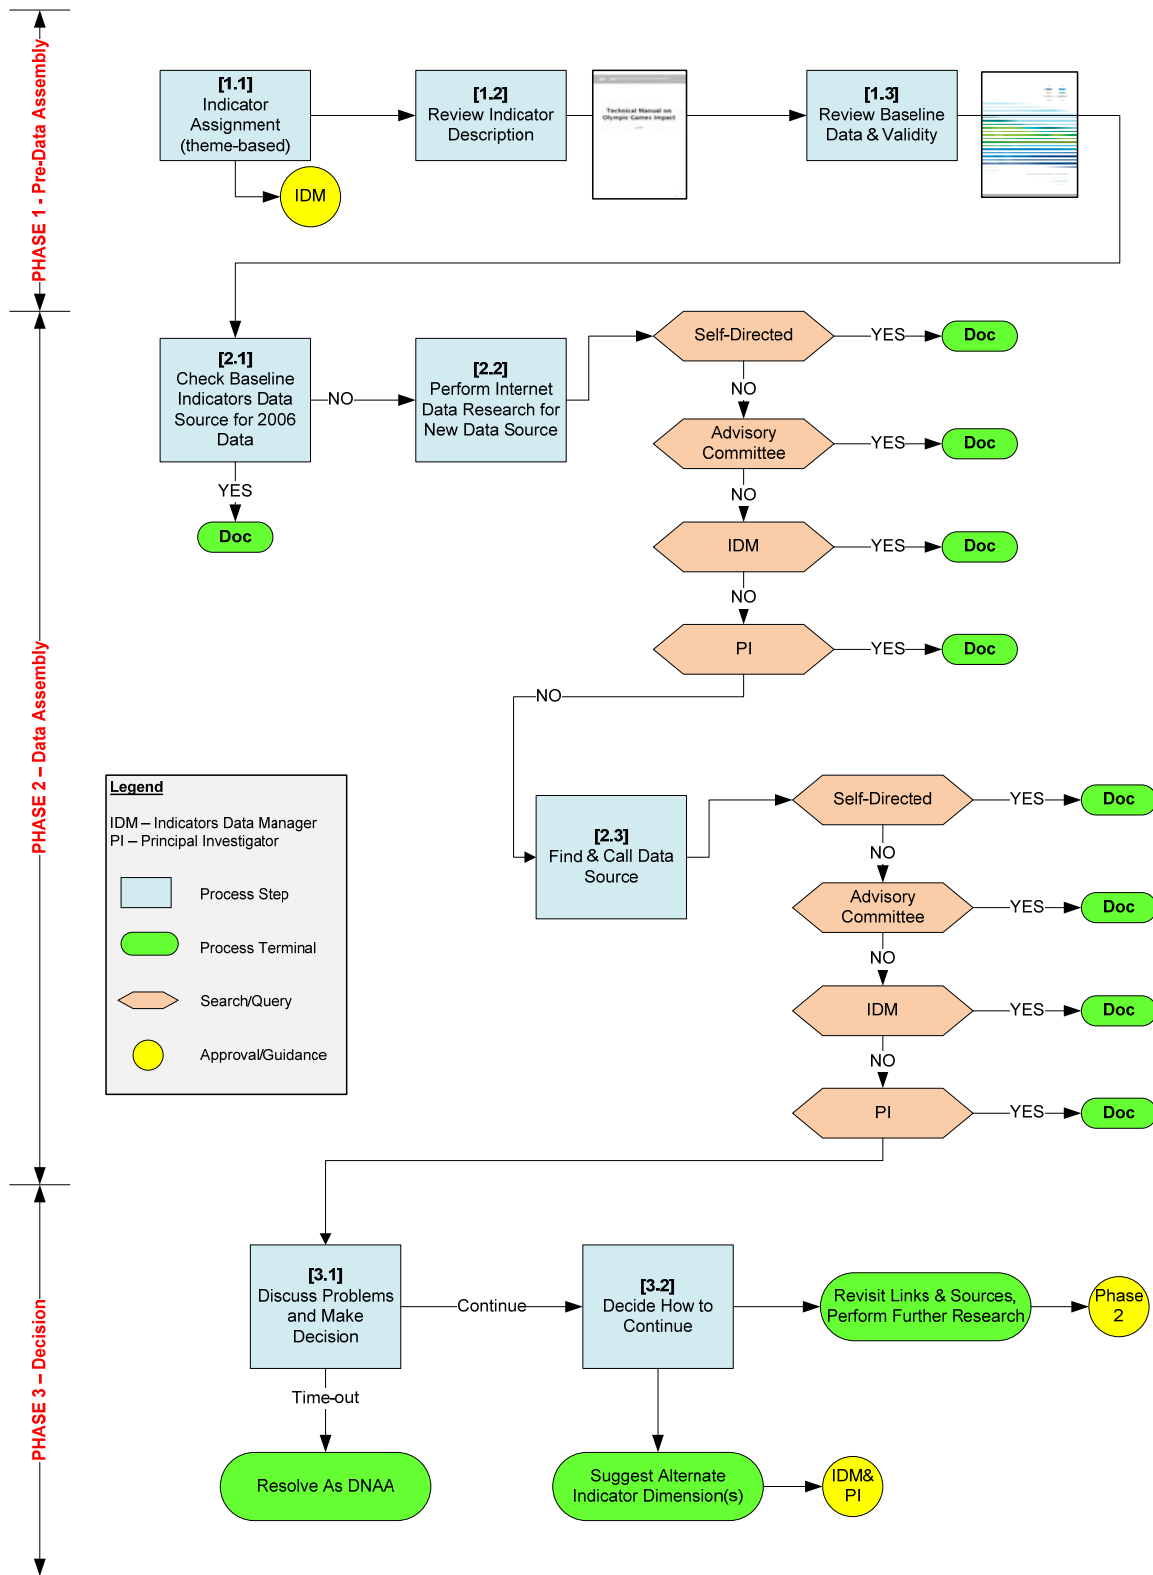 PHASE 1 - Pre-Data Assembly
[1.1]
Indicator
Assignment
(theme-based)
IDM
[1.2]
Review Indicator
Description
Technical Manual on
Olympic Games Impact
[1.3]
Review Baseline
Data & Validity
PHASE 2 – Data Assembly
[2.1]
Check Baseline
Indicators Data
Source for 2006
Data
NO
YES
Doc
[2.2]
Perform Internet
Data Research for
New Data Source
Self-Directed
YES
Doc
NO
Advisory
Committee
YES
Doc
NO
IDM
YES
Doc
NO
PI
YES
Doc
NO
Legend
IDM – Indicators Data Manager
PI – Principal Investigator
Process Step
Process Terminal
Search/Query
Approval/Guidance
[2.3]
Find & Call Data
Source
Self-Directed
YES
Doc
NO
Advisory
Committee
YES
Doc
NO
IDM
YES
Doc
NO
PI
YES
Doc
PHASE 3 – Decision
[3.1]
Discuss Problems
and Make
Decision
Continue
Time-out
Resolve As DNAA
[3.2]
Decide How to
Continue
Revisit Links & Sources,
Perform Further Research
Phase
2
Suggest Alternate
Indicator Dimension(s)
IDM&
PI